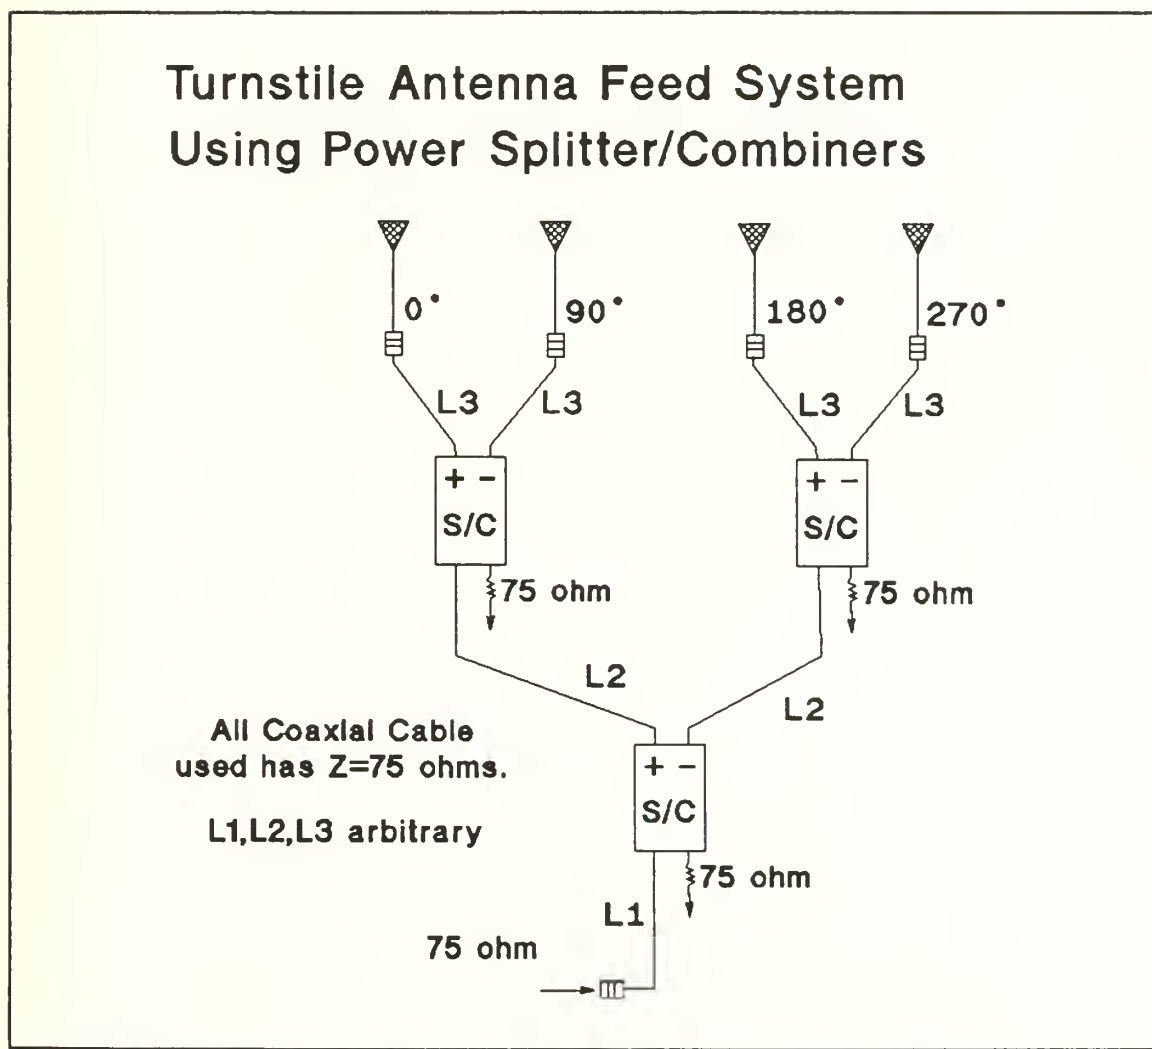 Turnstile Antenna Feed System
Using Power Splitter/Combiners
0° 90° 180° 270°
L3 L3 L3 L3
+ - + -
S/C S/C
75 ohm 75 ohm
L2 L2
All Coaxial Cable
used has Z=75 ohms.
L1,L2,L3 arbitrary
+ -
S/C
75 ohm
L1
75 ohm